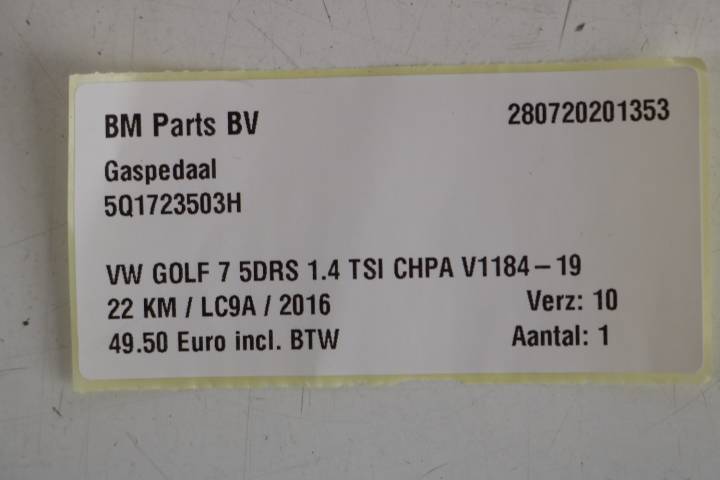 BM Parts BV 280720201353
Gaspedaal
5Q1723503H
VW GOLF 7 5DRS 1.4 TSI CHPA V1184-19
22 KM / LC9A / 2016 Verz: 10
49.50 Euro incl. BTW Aantal: 1